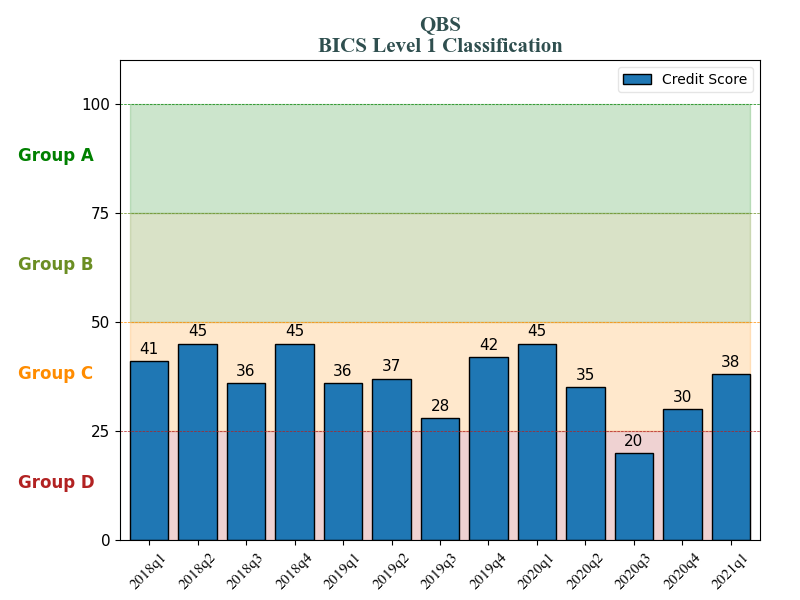 QBS
BICS Level 1 Classification
Credit Score
100
Group A
75
Group B
50
45 45 45
41 42
36 36 37 38
Group C
35
28 30
25
20
Group D
0
2018q1 2018q2 2018q3 2018q4 2019q1 2019q2 2019q3 2019q4 2020q1 2020q2 2020q3 2020q4 2021q1